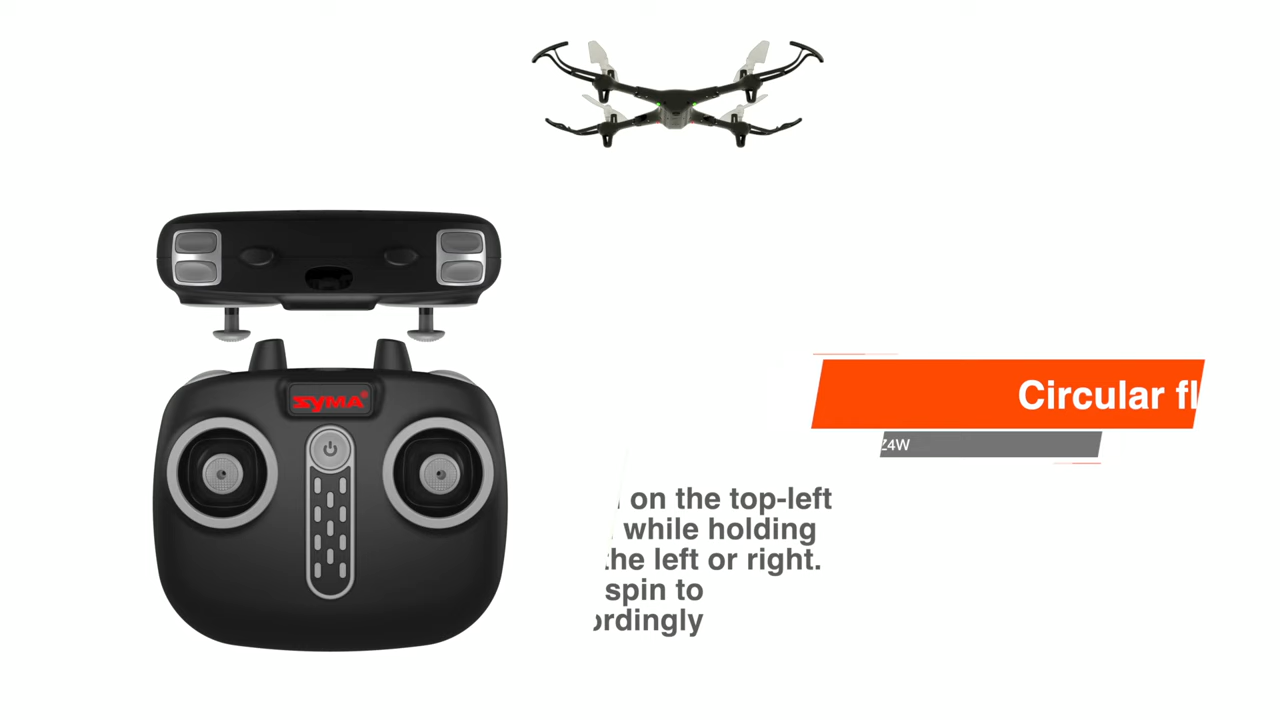 SYMA®
Circular fl
Z4W
on the top-left
while holding
the left or right.
spin to
ordingly